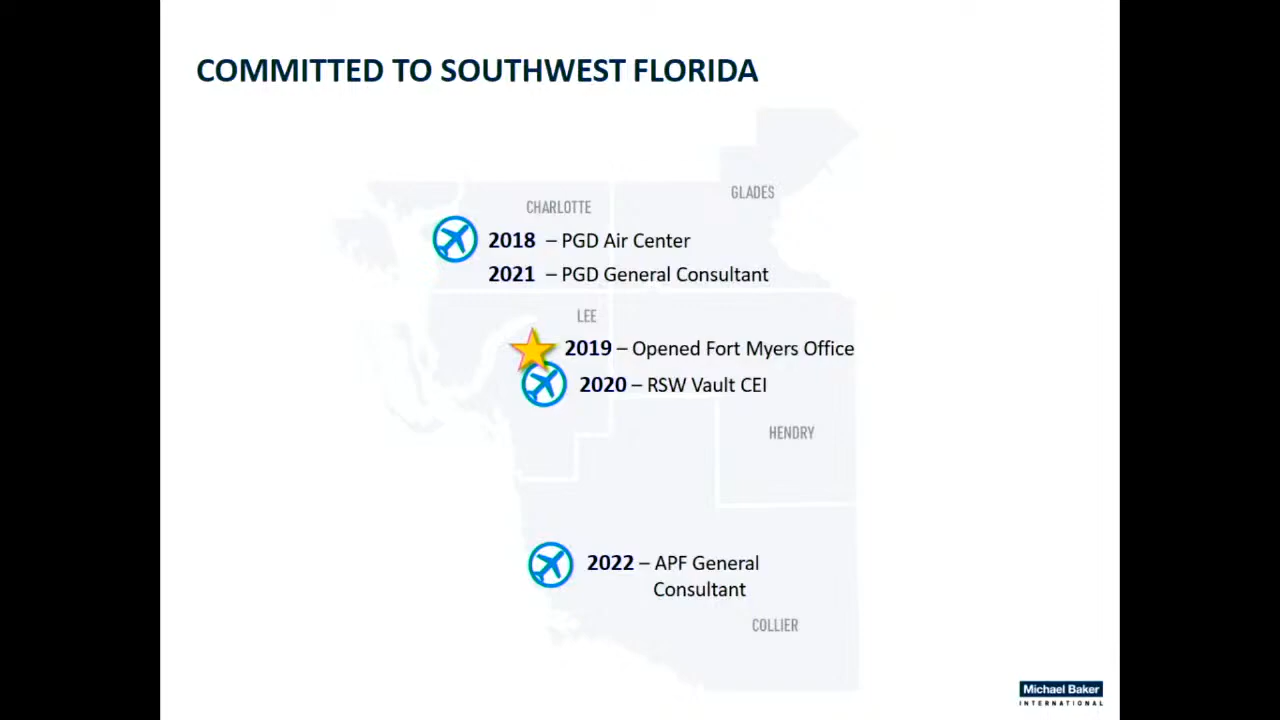 COMMITTED TO SOUTHWEST FLORIDA
GLADES
CHARLOTTE
2018 – PGD Air Center
2021 – PGD General Consultant
LEE
2019 – Opened Fort Myers Office
2020 – RSW Vault CEI
HENDRY
2022 – APF General
Consultant
COLLIER
Michael Baker
INTERNATIONAL